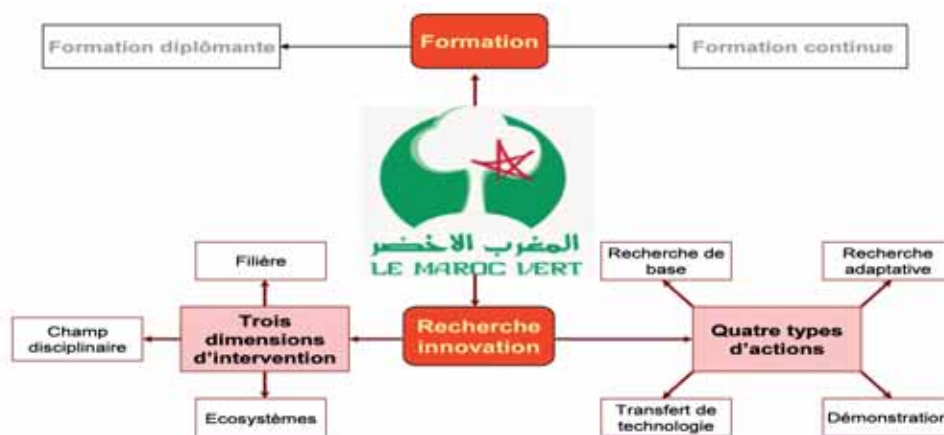 Formation diplômante
Formation
Formation continue
المغرب الاخضر
LE MAROC VERT
Filière
Recherche de
base
Recherche
adaptative
Champ
disciplinaire
Trois
dimensions
d'intervention
Recherche
innovation
Quatre types
d'actions
Ecosystèmes
Transfert de
technologie
Démonstration